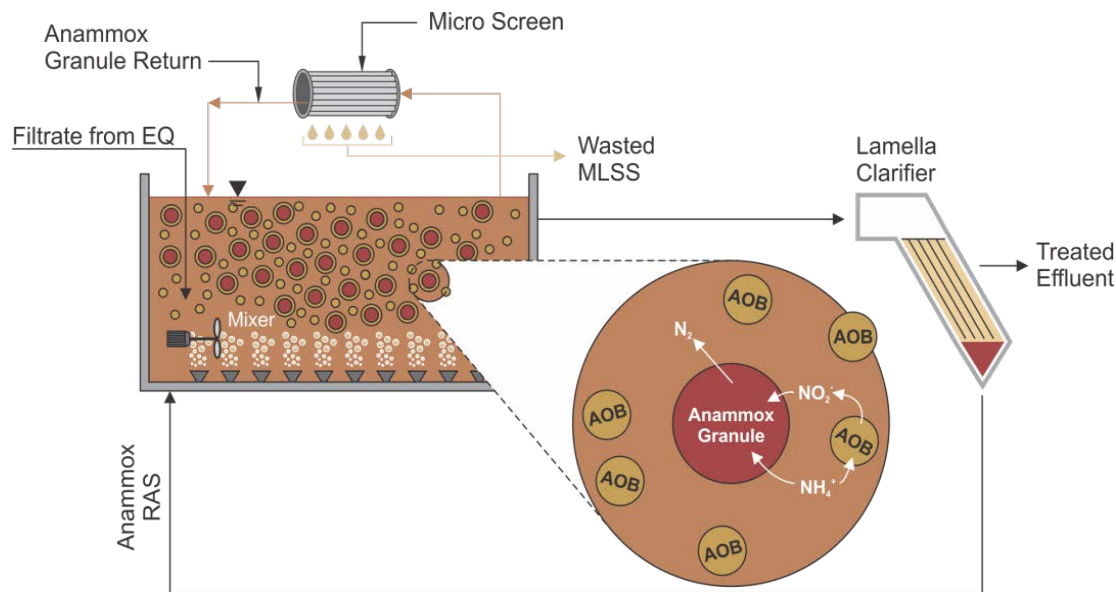 Micro Screen
Anammox
Granule Return
Filtrate from EQ
Wasted
MLSS
Lamella
Clarifier
Treated
Effluent
Mixer
AOB
AOB
N₂
NO₂⁻
Anammox
Granule
AOB
AOB
AOB
NH₄⁺
AOB
Anammox
RAS